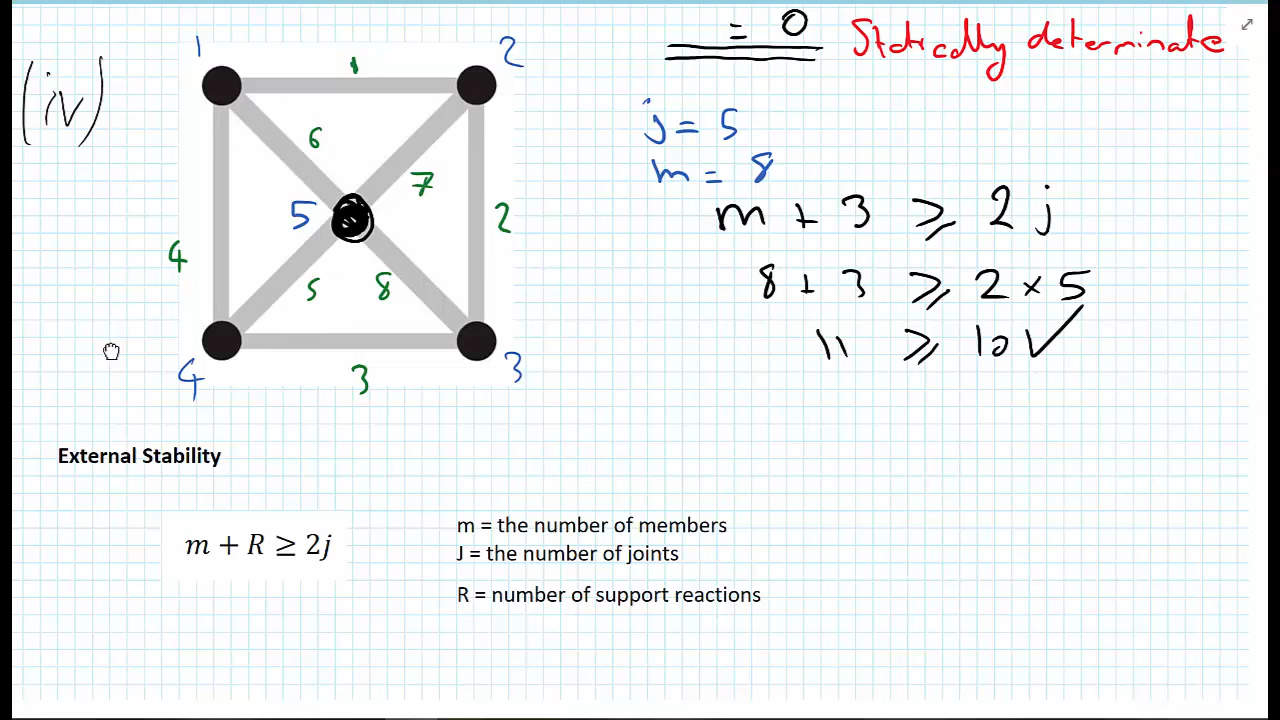 = 0 Statically determinate
(iv)
1
1
2
j = 5
m = 8
6
7
5
2
4
5
8
4
3
3
m + 3 ⩾ 2j
8 + 3 ⩾ 2 × 5
11 ⩾ 10 ✓
External Stability
m + R ≥ 2j
m = the number of members
J = the number of joints
R = number of support reactions